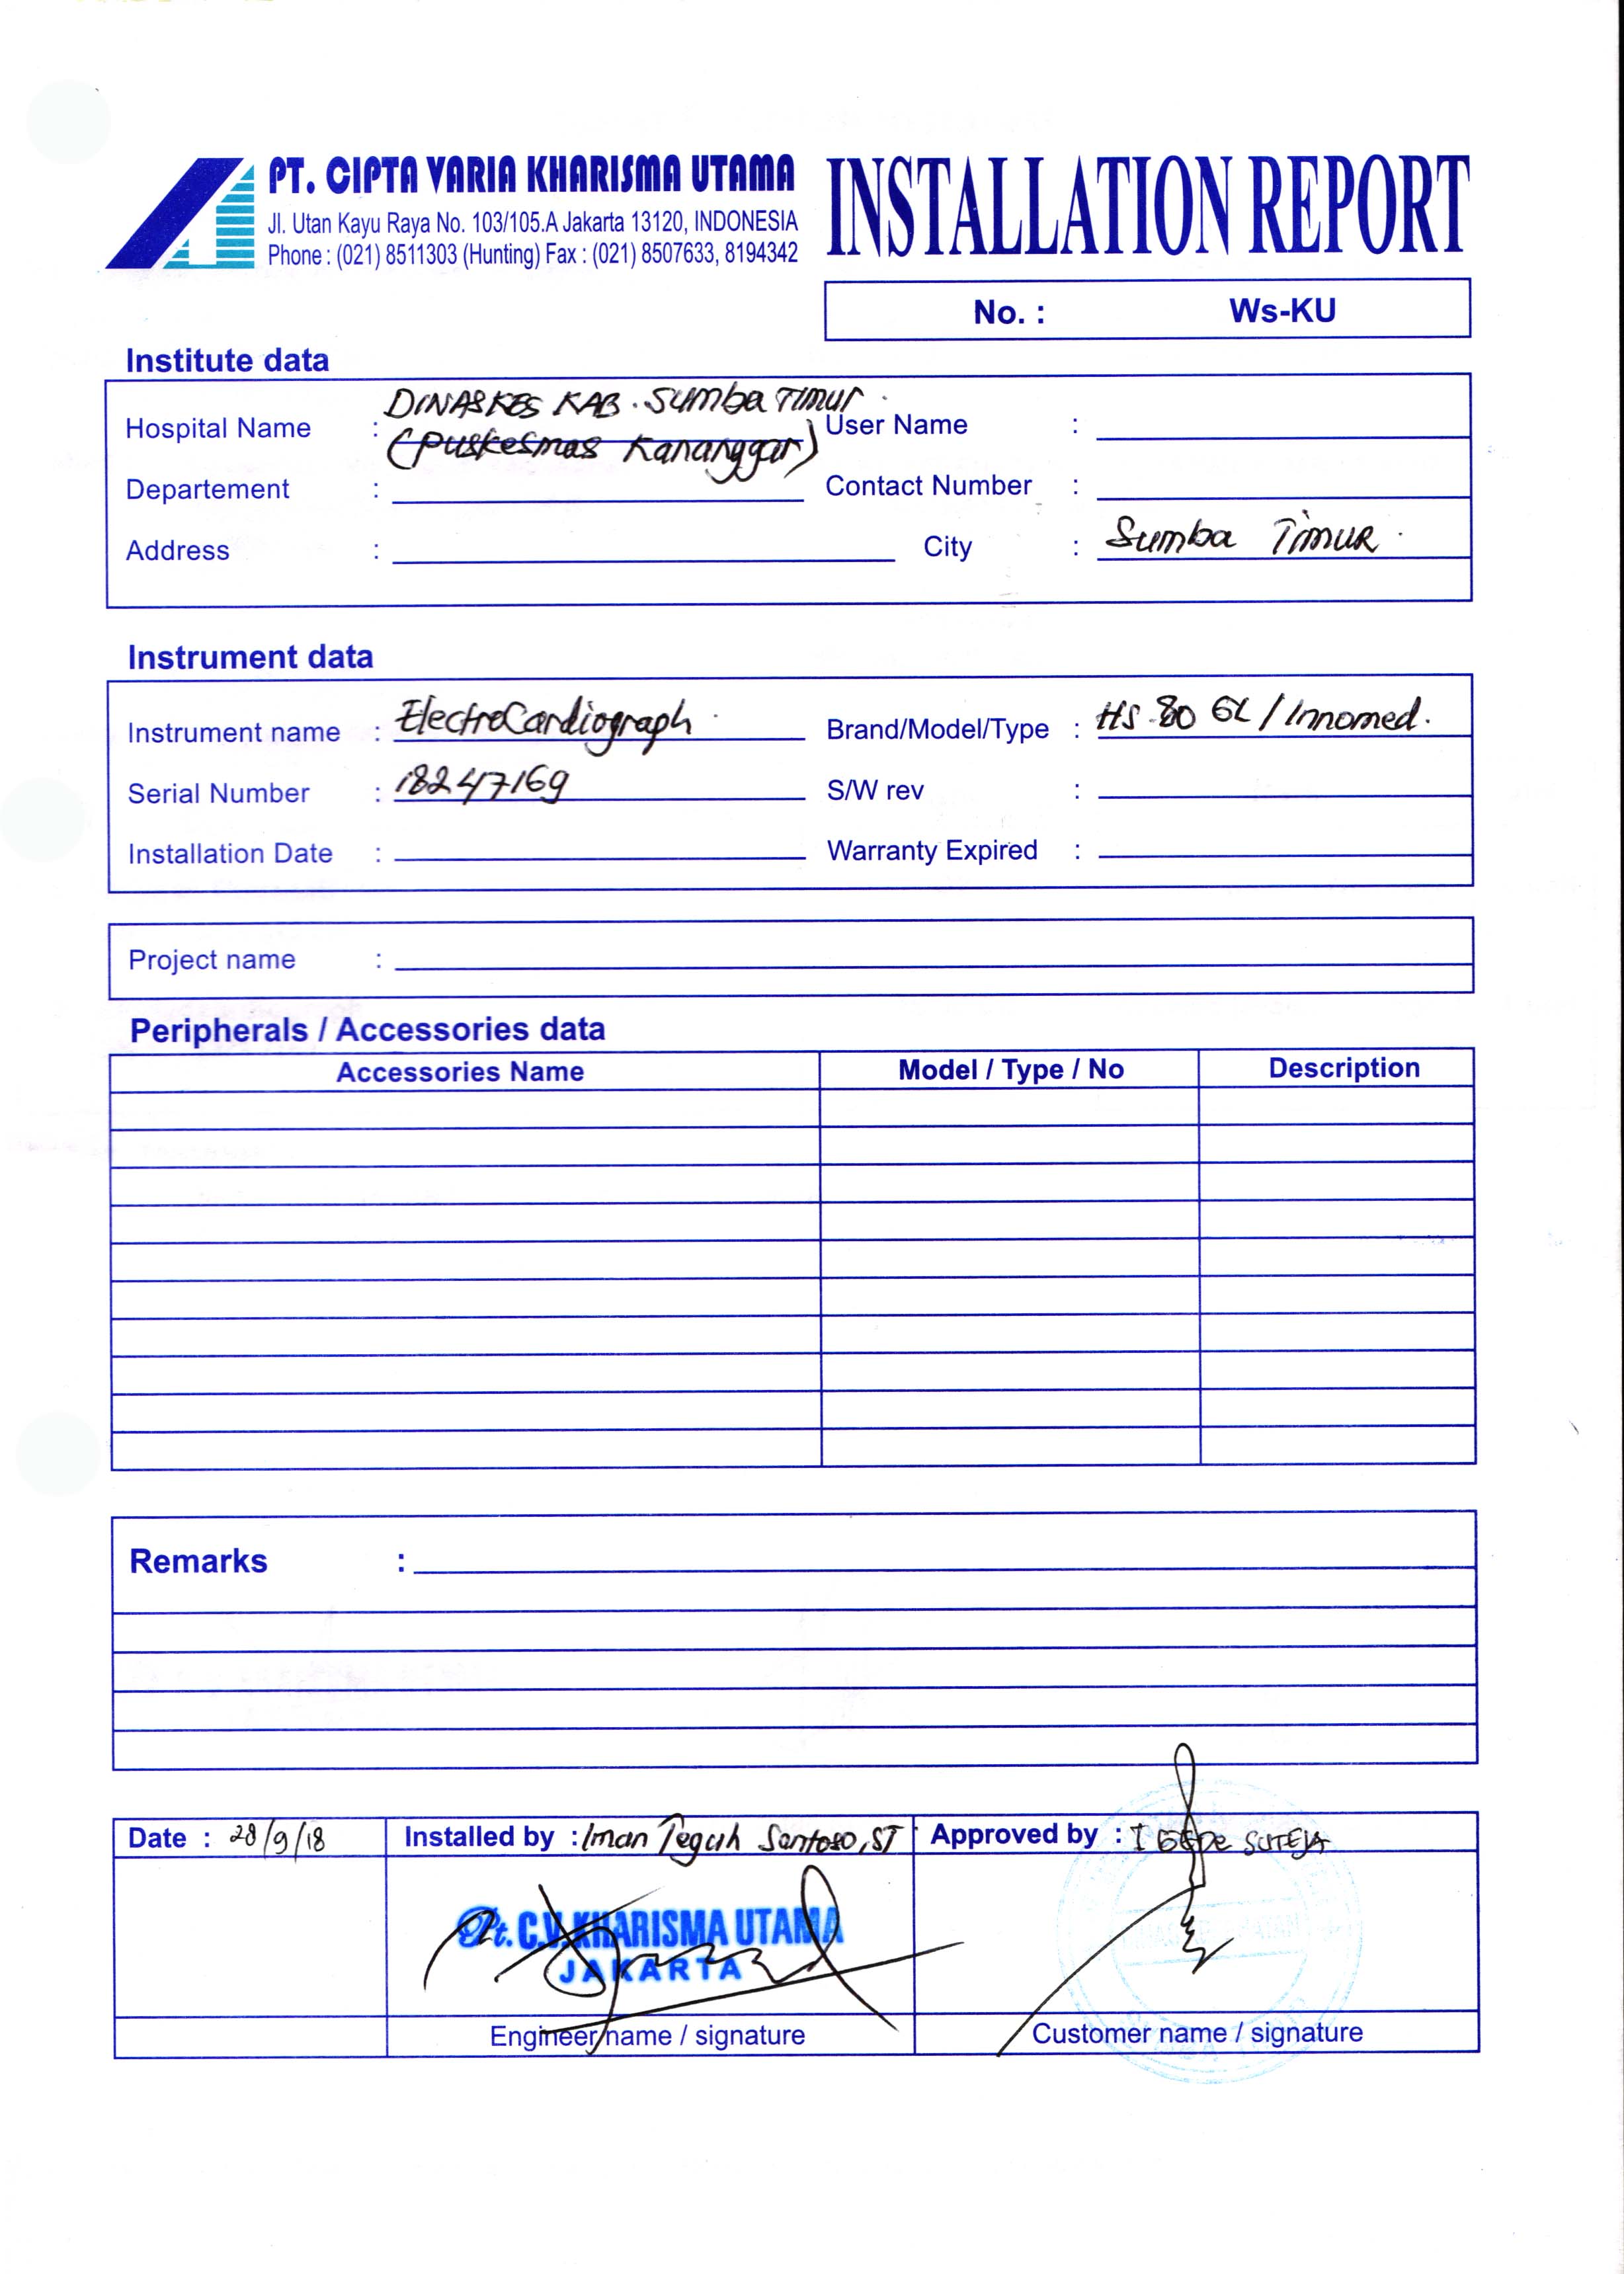 PT. CIPTA VARIA KHARISMA UTAMA
Jl. Utan Kayu Raya No. 103/105.A Jakarta 13120, INDONESIA
Phone : (021) 8511303 (Hunting) Fax : (021) 8507633, 8194342
INSTALLATION REPORT
No. : Ws-KU
Institute data
Hospital Name : DINASKES KAB. Sumba Timur
(Puskesmas Kananggar)
User Name :
Departement :
Contact Number :
Address :
City : Sumba Timur
Instrument data
Instrument name : ElectroCardiograph
Brand/Model/Type : HS 80 GL / Innomed.
Serial Number : 18247169
S/W rev :
Installation Date :
Warranty Expired :
Project name :
Peripherals / Accessories data
Accessories Name Model / Type / No Description
Remarks :
Date : 28/9/18 Installed by : Iman Teguh Santoso, ST Approved by : I GEDE SUTEJA
Pt. C.V. KHARISMA UTAMA
JAKARTA
Engineer name / signature Customer name / signature